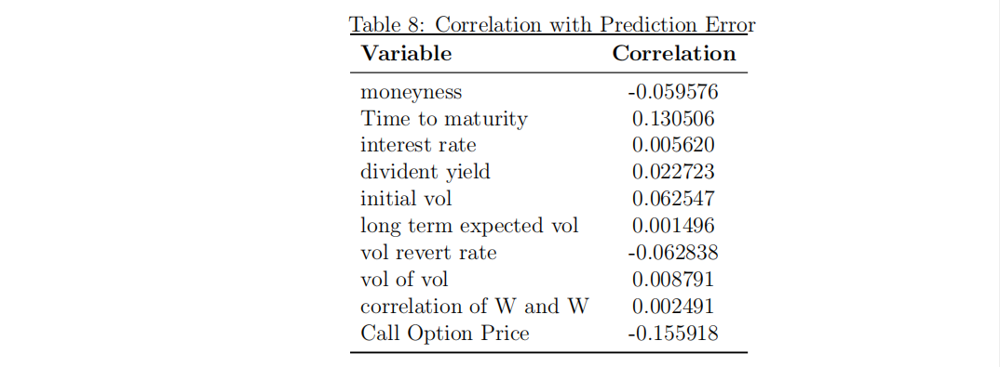 Table 8: Correlation with Prediction Error
Variable Correlation
moneyness -0.059576
Time to maturity 0.130506
interest rate 0.005620
divident yield 0.022723
initial vol 0.062547
long term expected vol 0.001496
vol revert rate -0.062838
vol of vol 0.008791
correlation of W and W 0.002491
Call Option Price -0.155918